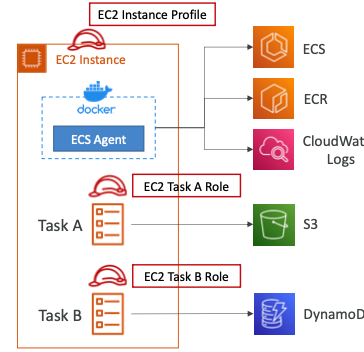 EC2 Instance Profile
EC2 Instance
docker
ECS Agent
ECS
ECR
CloudWat
Logs
EC2 Task A Role
Task A
S3
EC2 Task B Role
Task B
DynamoD